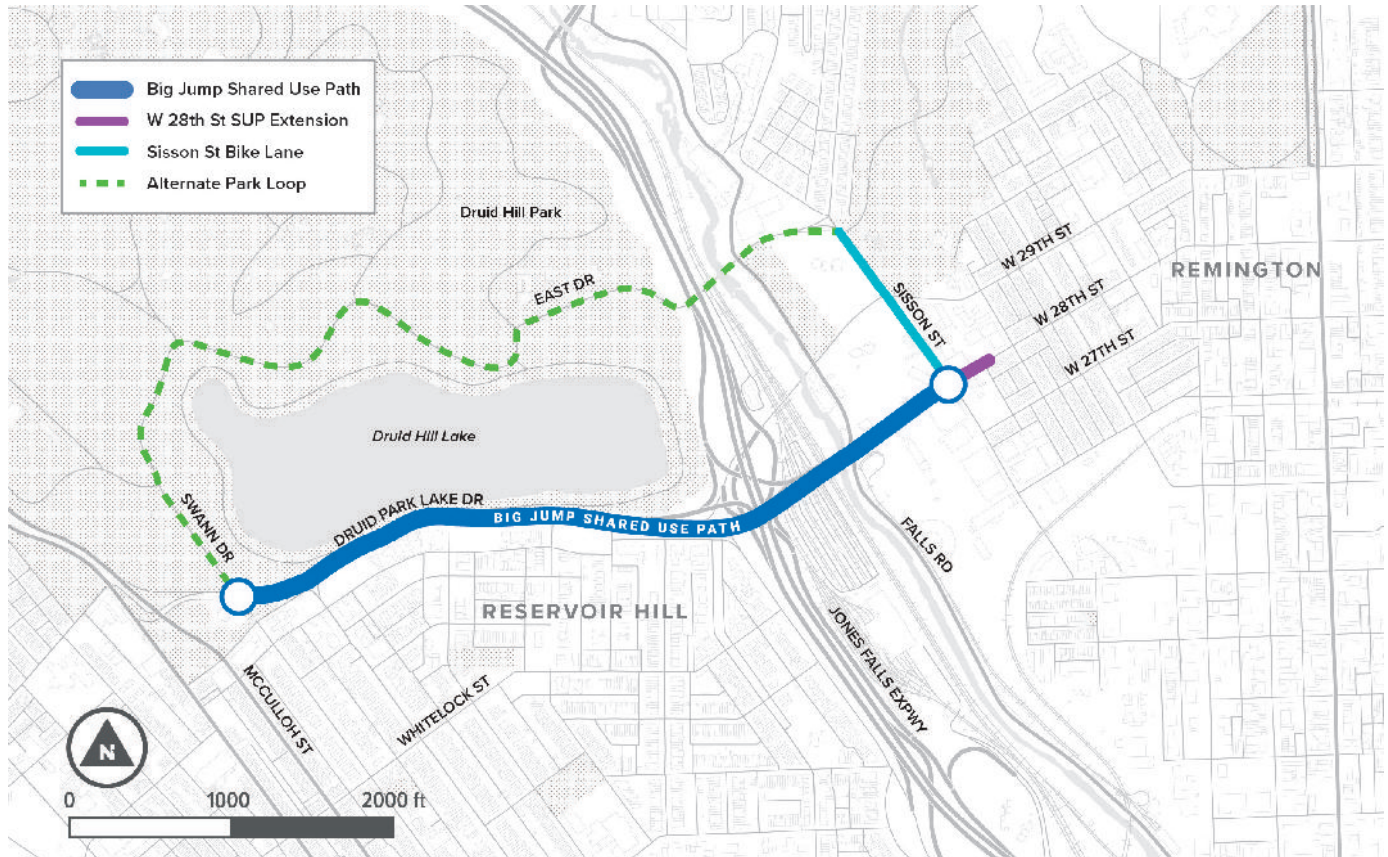 Big Jump Shared Use Path
W 28th St SUP Extension
Sisson St Bike Lane
Alternate Park Loop
Druid Hill Park
EAST DR
W 29TH ST
REMINGTON
SISSON ST
W 28TH ST
W 27TH ST
Druid Hill Lake
SWANN DR
DRUID PARK LAKE DR
BIG JUMP SHARED USE PATH
FALLS RD
RESERVOIR HILL
JONES FALLS EXPWY
MCCULLOH ST
WHITELOCK ST
N
0 1000 2000 ft